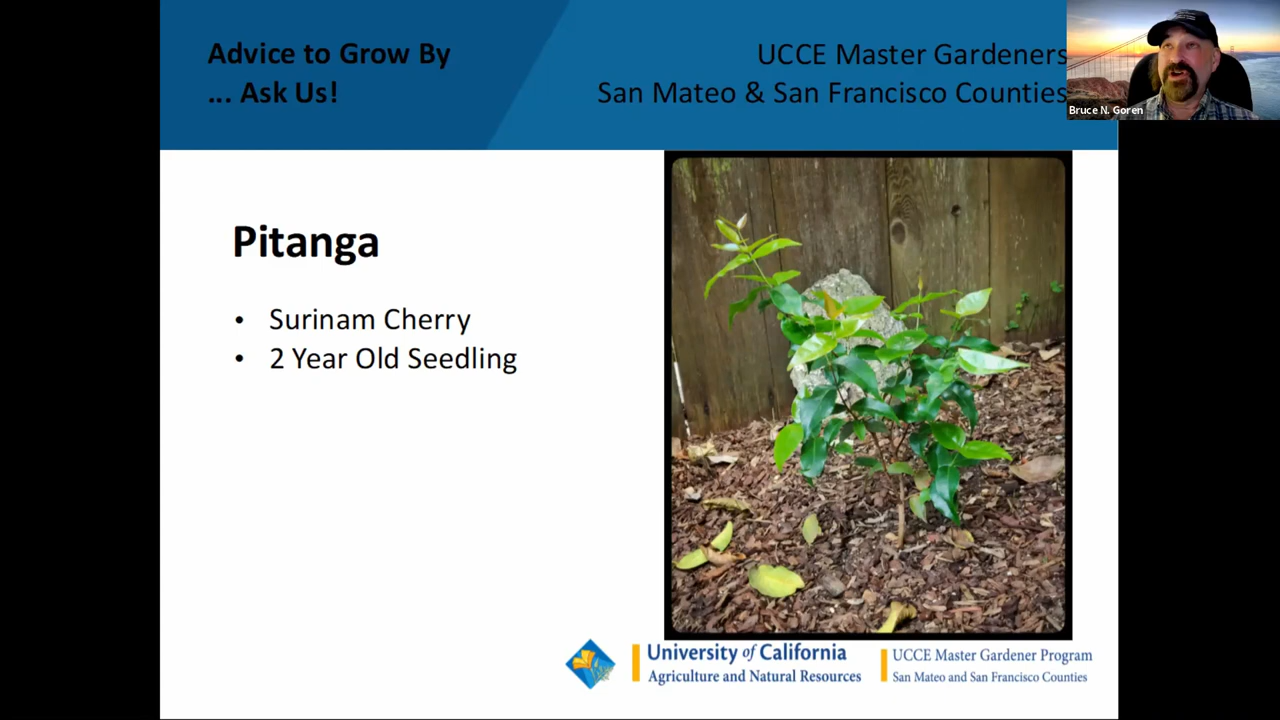 Advice to Grow By
... Ask Us!
UCCE Master Gardeners
San Mateo & San Francisco Counties
Bruce N. Goren
Pitanga
• Surinam Cherry
• 2 Year Old Seedling
University of California
Agriculture and Natural Resources
UCCE Master Gardener Program
San Mateo and San Francisco Counties